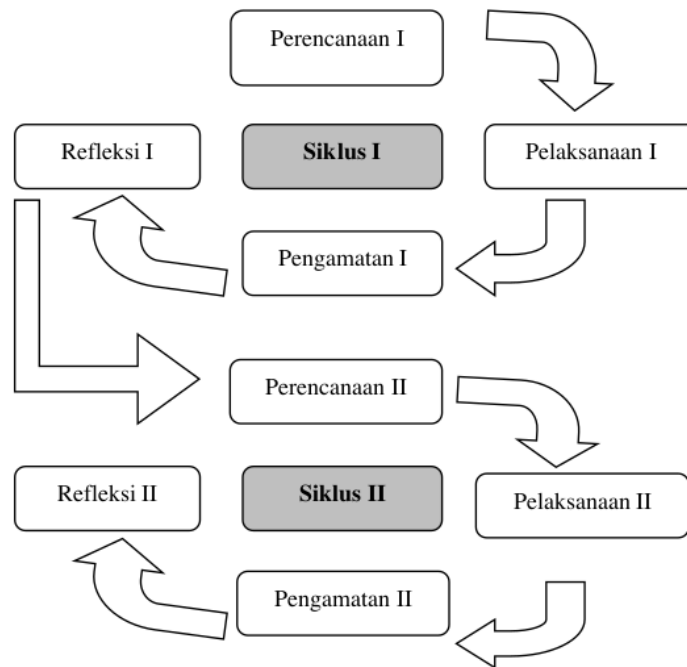 Perencanaan I
Refleksi I
Siklus I
Pelaksanaan I
Pengamatan I
Perencanaan II
Refleksi II
Siklus II
Pelaksanaan II
Pengamatan II